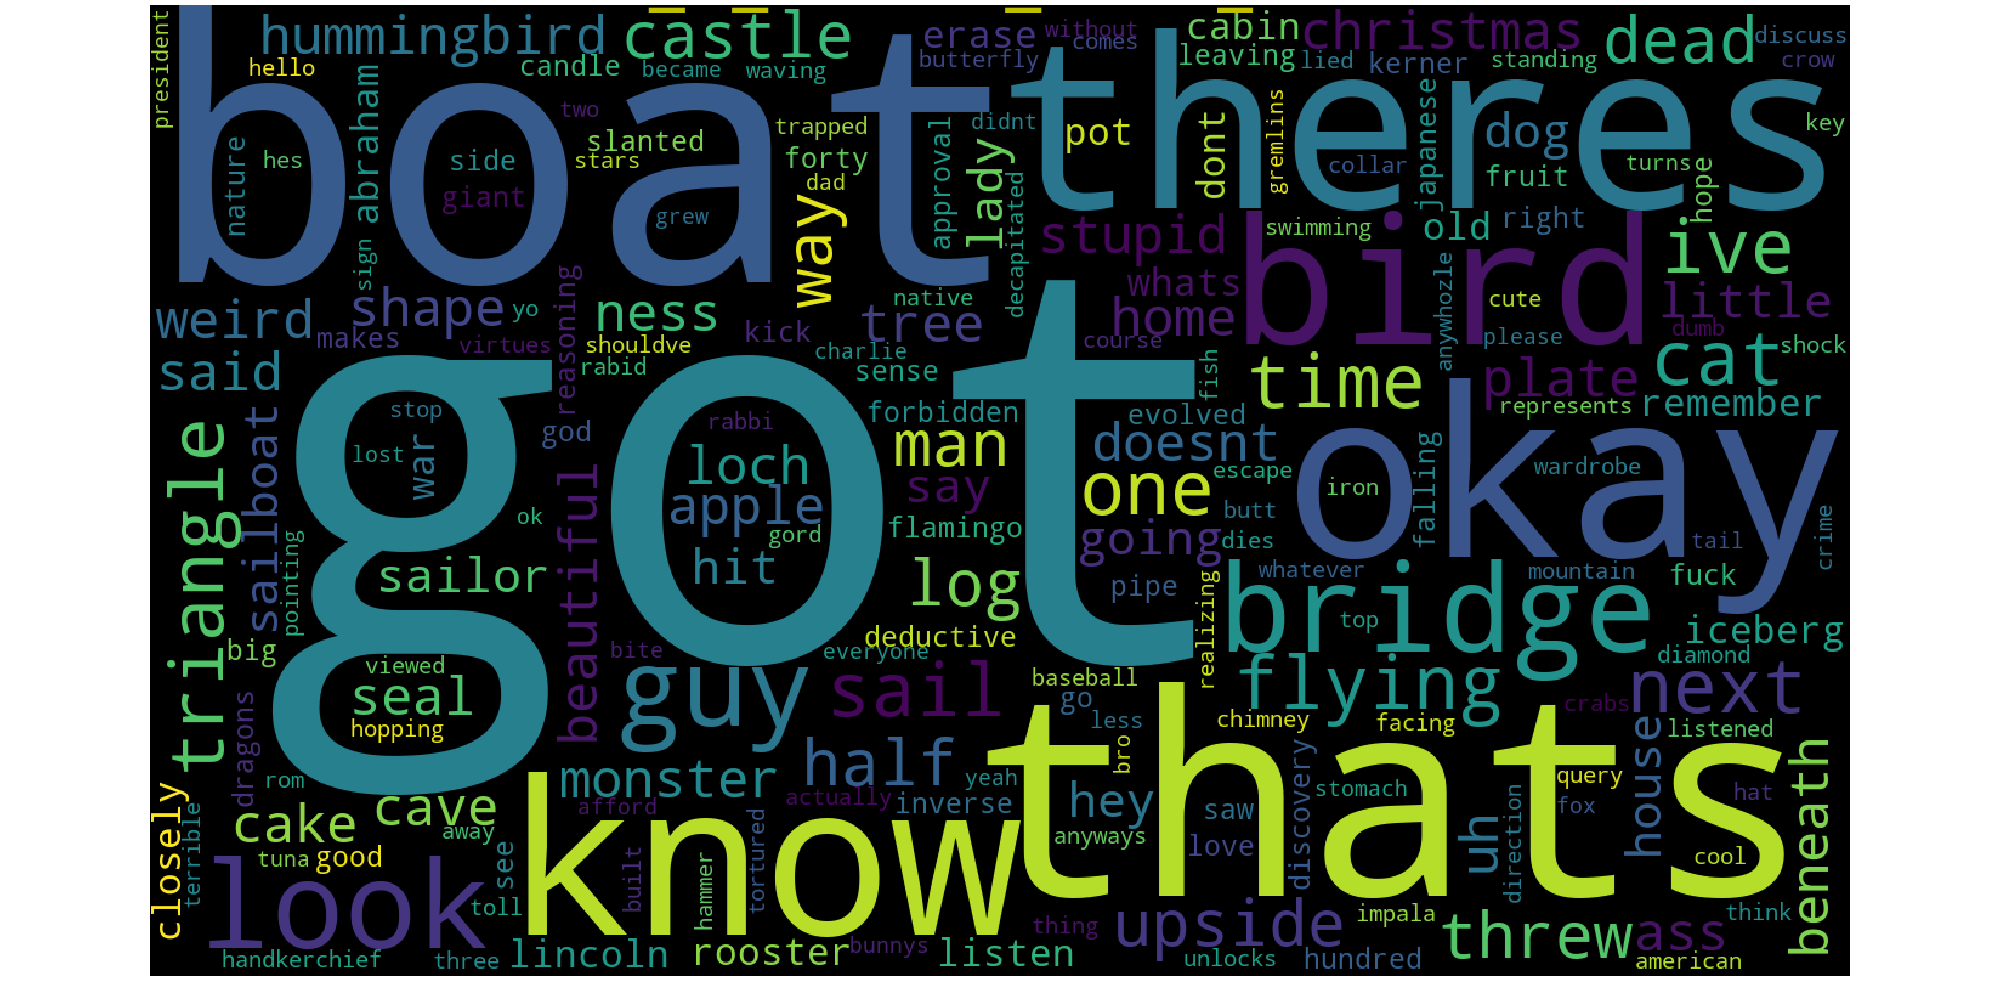 president
hummingbird
castle
erase
without
cabin
christmas
dead
discuss
hello
candle
became
waving
butterfly
comes
leaving
lied
kerner
standing
crow
boat
theres
abraham
two
trapped
didnt
pot
gremlins
japanese
dog
key
nature
hes
side
slanted
stars
forty
approval
lady
dont
collar
fruit
turns
giant
dad
way
grew
decapitated
stupid
swimming
old
right
hope
ive
sign
bird
weird
shape
yo
ness
native
whats
cute
little
makes
virtues
reasoning
shouldve
kick
tree
home
course
anywhozle
please
dumb
said
rabid
charlie
sense
fish
time
plate
cat
shock
got
stop
god
rabbi
forbidden
evolved
represents
remember
triangle
sailboat
lost
war
loch
man
doesnt
okay
escape
falling
wardrobe
beautiful
apple
say
one
iron
ok
gord
flamingo
going
butt
dies
tail
crime
pointing
sailor
hit
log
pipe
realizing
whatever
mountain
fuck
bridge
top
iceberg
big
bite
deductive
everyone
diamond
viewed
seal
guy
sail
baseball
go
less
flying
next
dragons
hopping
chimney
facing
crabs
listened
rom
monster
half
yeah
bro
thats
discovery
query
house
beneath
closely
terrible
cake
cave
away
afford
actually
inverse
hey
saw
stomach
fox
hat
tuna
good
see
know
tortured
anyways
love
uh
direction
cool
look
toll
built
hammer
thing
upside
impala
threw
ass
think
handkerchief
three
lincoln
rooster
bunnys
listen
unlocks
hundred
american